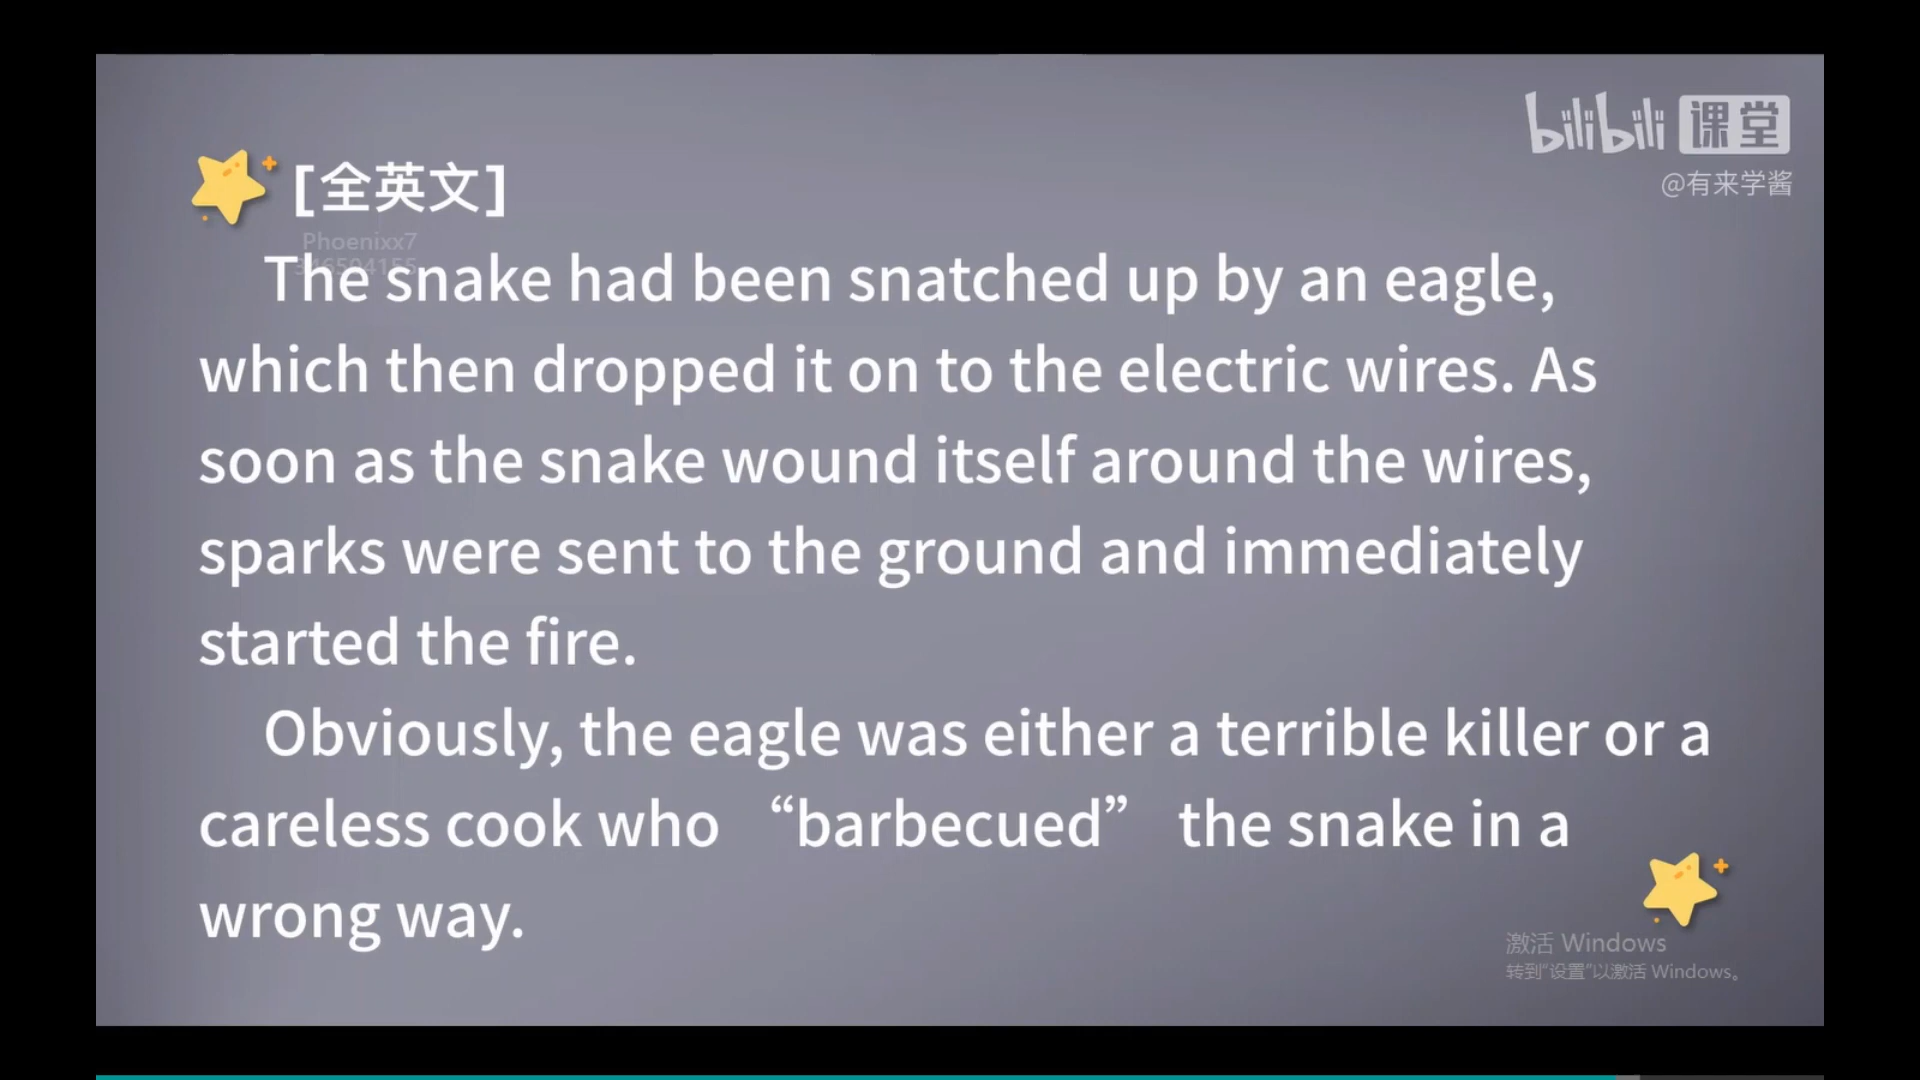 bilibili 课堂
@有来学酱
[全英文]
Phoenixx7
346504155
The snake had been snatched up by an eagle,
which then dropped it on to the electric wires. As
soon as the snake wound itself around the wires,
sparks were sent to the ground and immediately
started the fire.
Obviously, the eagle was either a terrible killer or a
careless cook who “barbecued” the snake in a
wrong way.
激活 Windows
转到“设置”以激活 Windows。